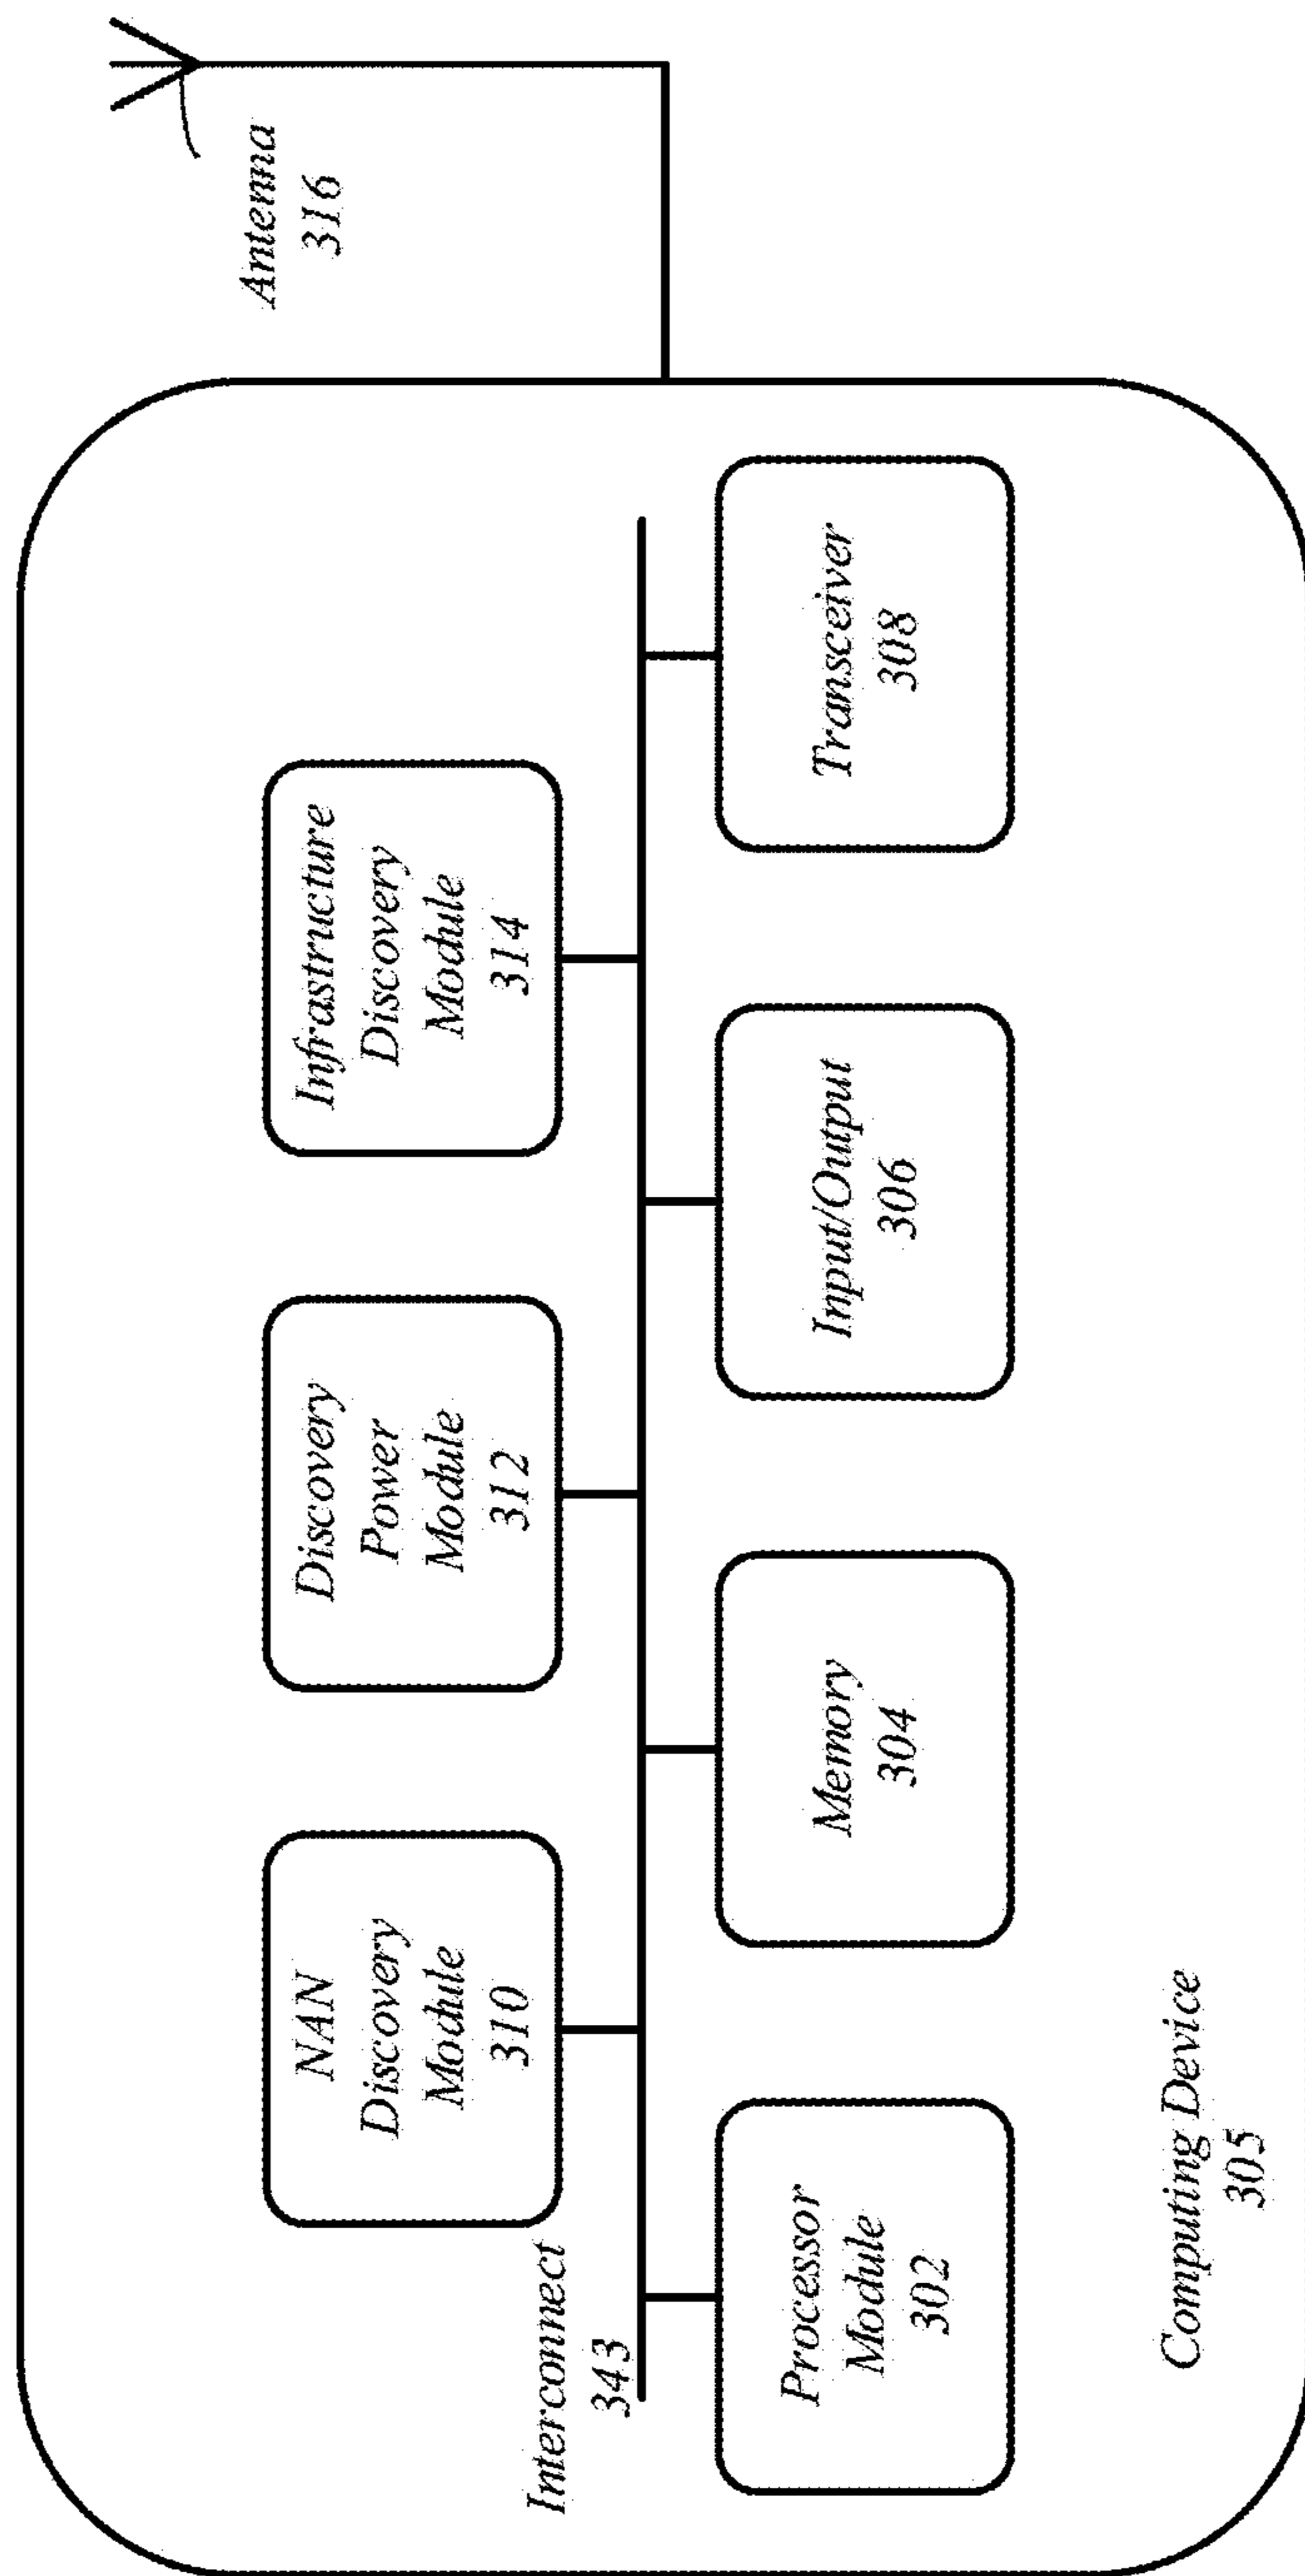 NAN
Discovery
Module
310
Discovery
Power
Module
312
Infrastructure
Discovery
Module
314
Antenna
316
Interconnect
343
Processor
Module
302
Memory
304
Input/Output
306
Transceiver
308
Computing Device
305